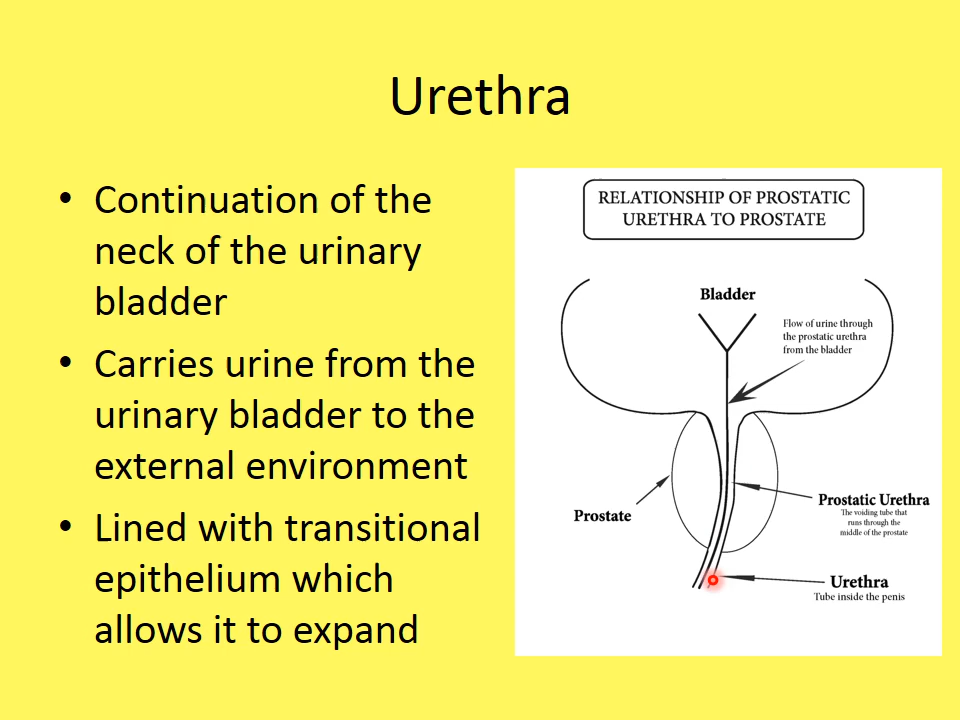 Urethra
• Continuation of the
neck of the urinary
bladder
• Carries urine from the
urinary bladder to the
external environment
• Lined with transitional
epithelium which
allows it to expand
RELATIONSHIP OF PROSTATIC
URETHRA TO PROSTATE
Bladder
Flow of urine through
the prostatic urethra
from the bladder
Prostate
Prostatic Urethra
The voiding tube that
runs through the
middle of the prostate
Urethra
Tube inside the penis